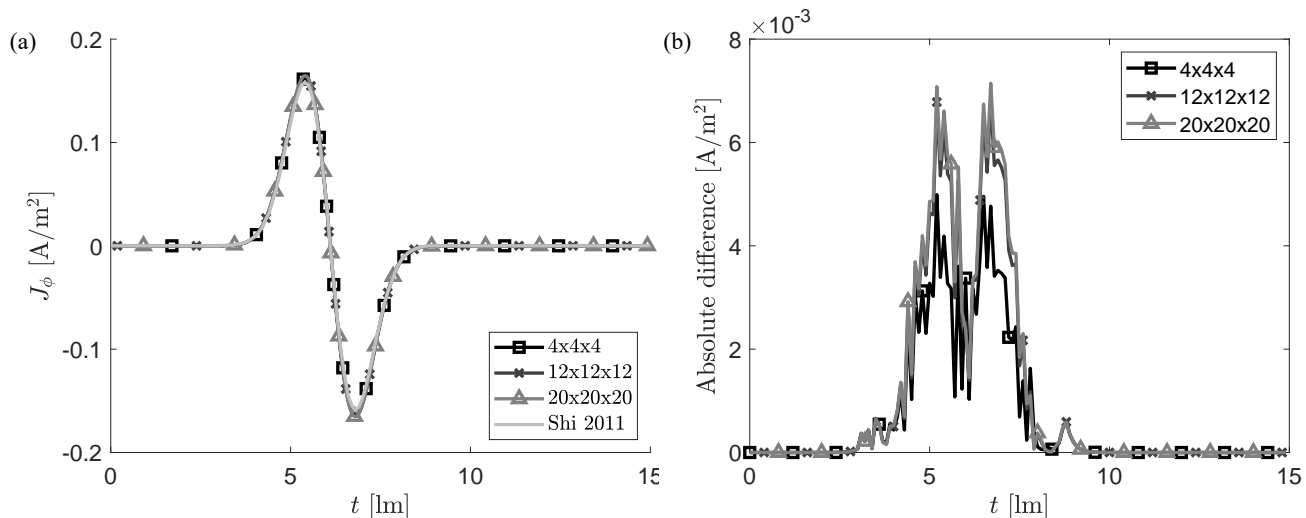 (a)
0.2
0.1
0
-0.1
-0.2
J_ϕ [A/m²]
4x4x4
12x12x12
20x20x20
Shi 2011
0 5 10 15
t [lm]
(b)
×10⁻³
8
6
4
2
0
Absolute difference [A/m²]
4x4x4
12x12x12
20x20x20
0 5 10 15
t [lm]